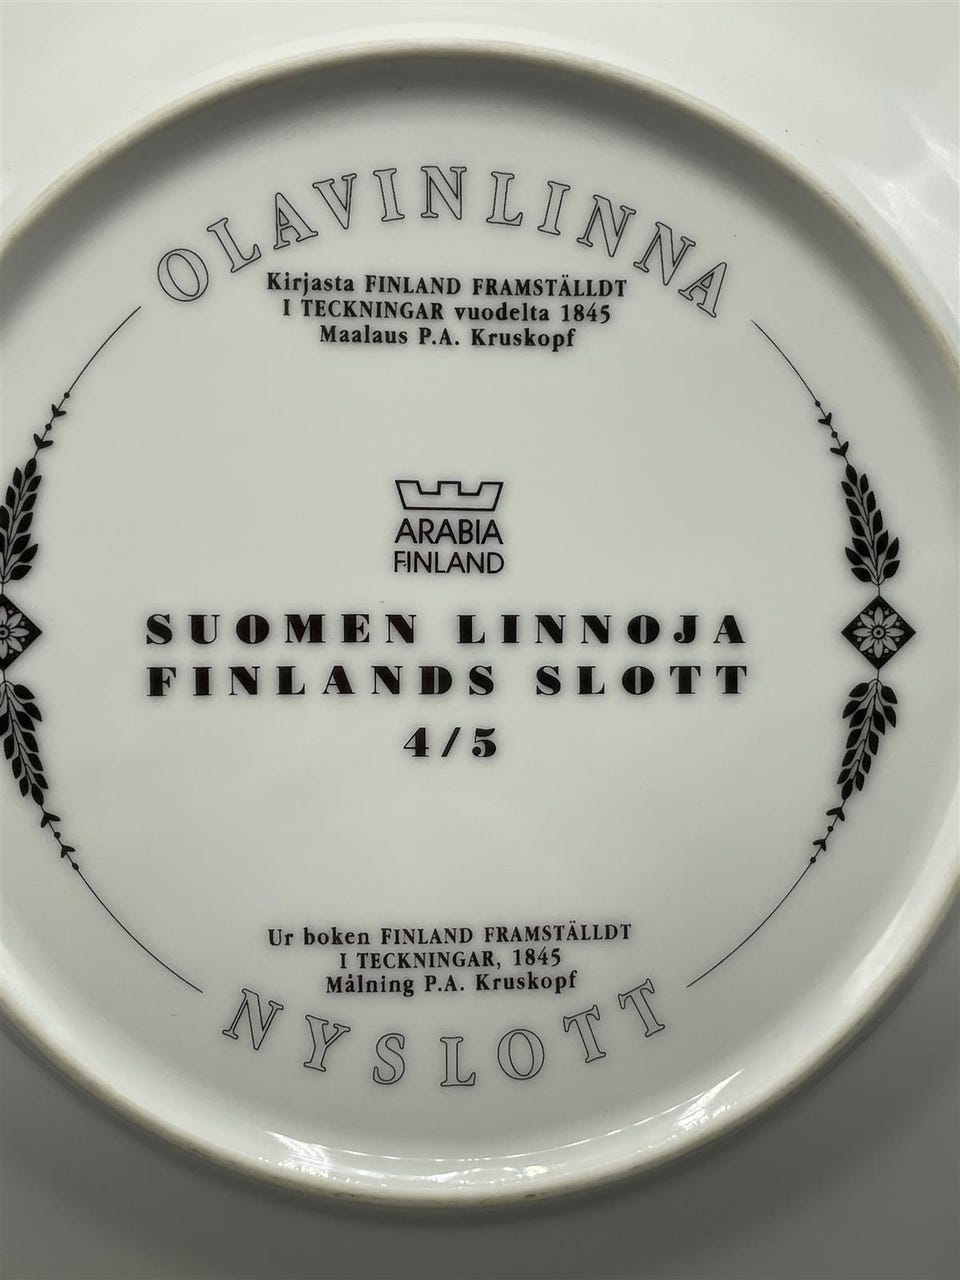 OLAVINLINNA
Kirjasta FINLAND FRAMSTÄLLDT
I TECKNINGAR vuodelta 1845
Maalaus P.A. Kruskopf
ARABIA
FINLAND
SUOMEN LINNOJA
FINLANDS SLOTT
4/5
Ur boken FINLAND FRAMSTÄLLDT
I TECKNINGAR, 1845
Målning P.A. Kruskopf
NYSLOTT